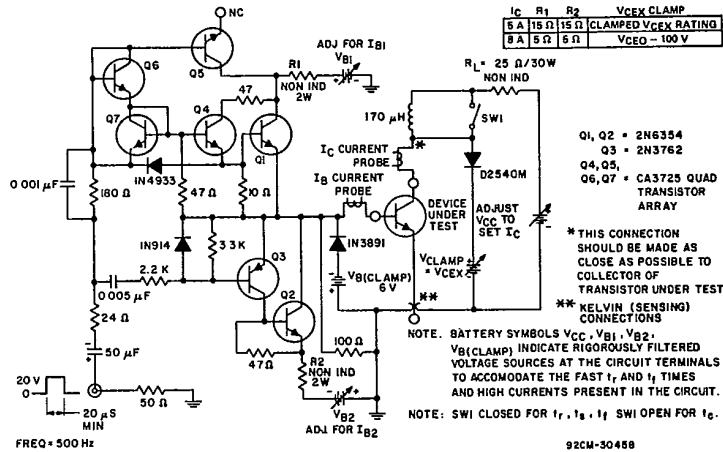 IC R1 R2 VCEX CLAMP
5A 15 Ω 15 Ω CLAMPED VCEX RATING
8A 5 Ω 5 Ω VCEO - 100 V
NC
Q6
Q5
ADJ FOR IB1
VB1
R1
NON IND
2W
RL = 25 Ω/30W
NON IND
47
Q7
Q4
Q1
170 μH
SW1
IC CURRENT
PROBE
*
D2540M
Q1, Q2 = 2N6354
Q3 = 2N3762
Q4,Q5,
Q6,Q7 = CA3725 QUAD
TRANSISTOR
ARRAY
0 001 μF
180 Ω
IN4933
47 Ω
10 Ω
IB CURRENT
PROBE
DEVICE
UNDER
TEST
ADJUST
VCC TO
SET IC
* THIS CONNECTION
SHOULD BE MADE AS
CLOSE AS POSSIBLE TO
COLLECTOR OF
TRANSISTOR UNDER TEST
** KELVIN (SENSING)
CONNECTIONS
IN914
3 3K
Q3
IN3891
VB(CLAMP)
6 V
VCLAMP
= VCEX
**
2.2 K
0 005 μF
Q2
24 Ω
47Ω
R2
NON IND
2W
100 Ω
50 μF
VB2
ADJ FOR IB2
20 V
0
20 μS
MIN
50 Ω
FREQ = 500 Hz
NOTE. BATTERY SYMBOLS VCC, VB1, VB2,
VB(CLAMP) INDICATE RIGOROUSLY FILTERED
VOLTAGE SOURCES AT THE CIRCUIT TERMINALS
TO ACCOMODATE THE FAST tr AND tf TIMES
AND HIGH CURRENTS PRESENT IN THE CIRCUIT.
NOTE: SW1 CLOSED FOR tr, ts, tf SW1 OPEN FOR tc.
92CM-30458